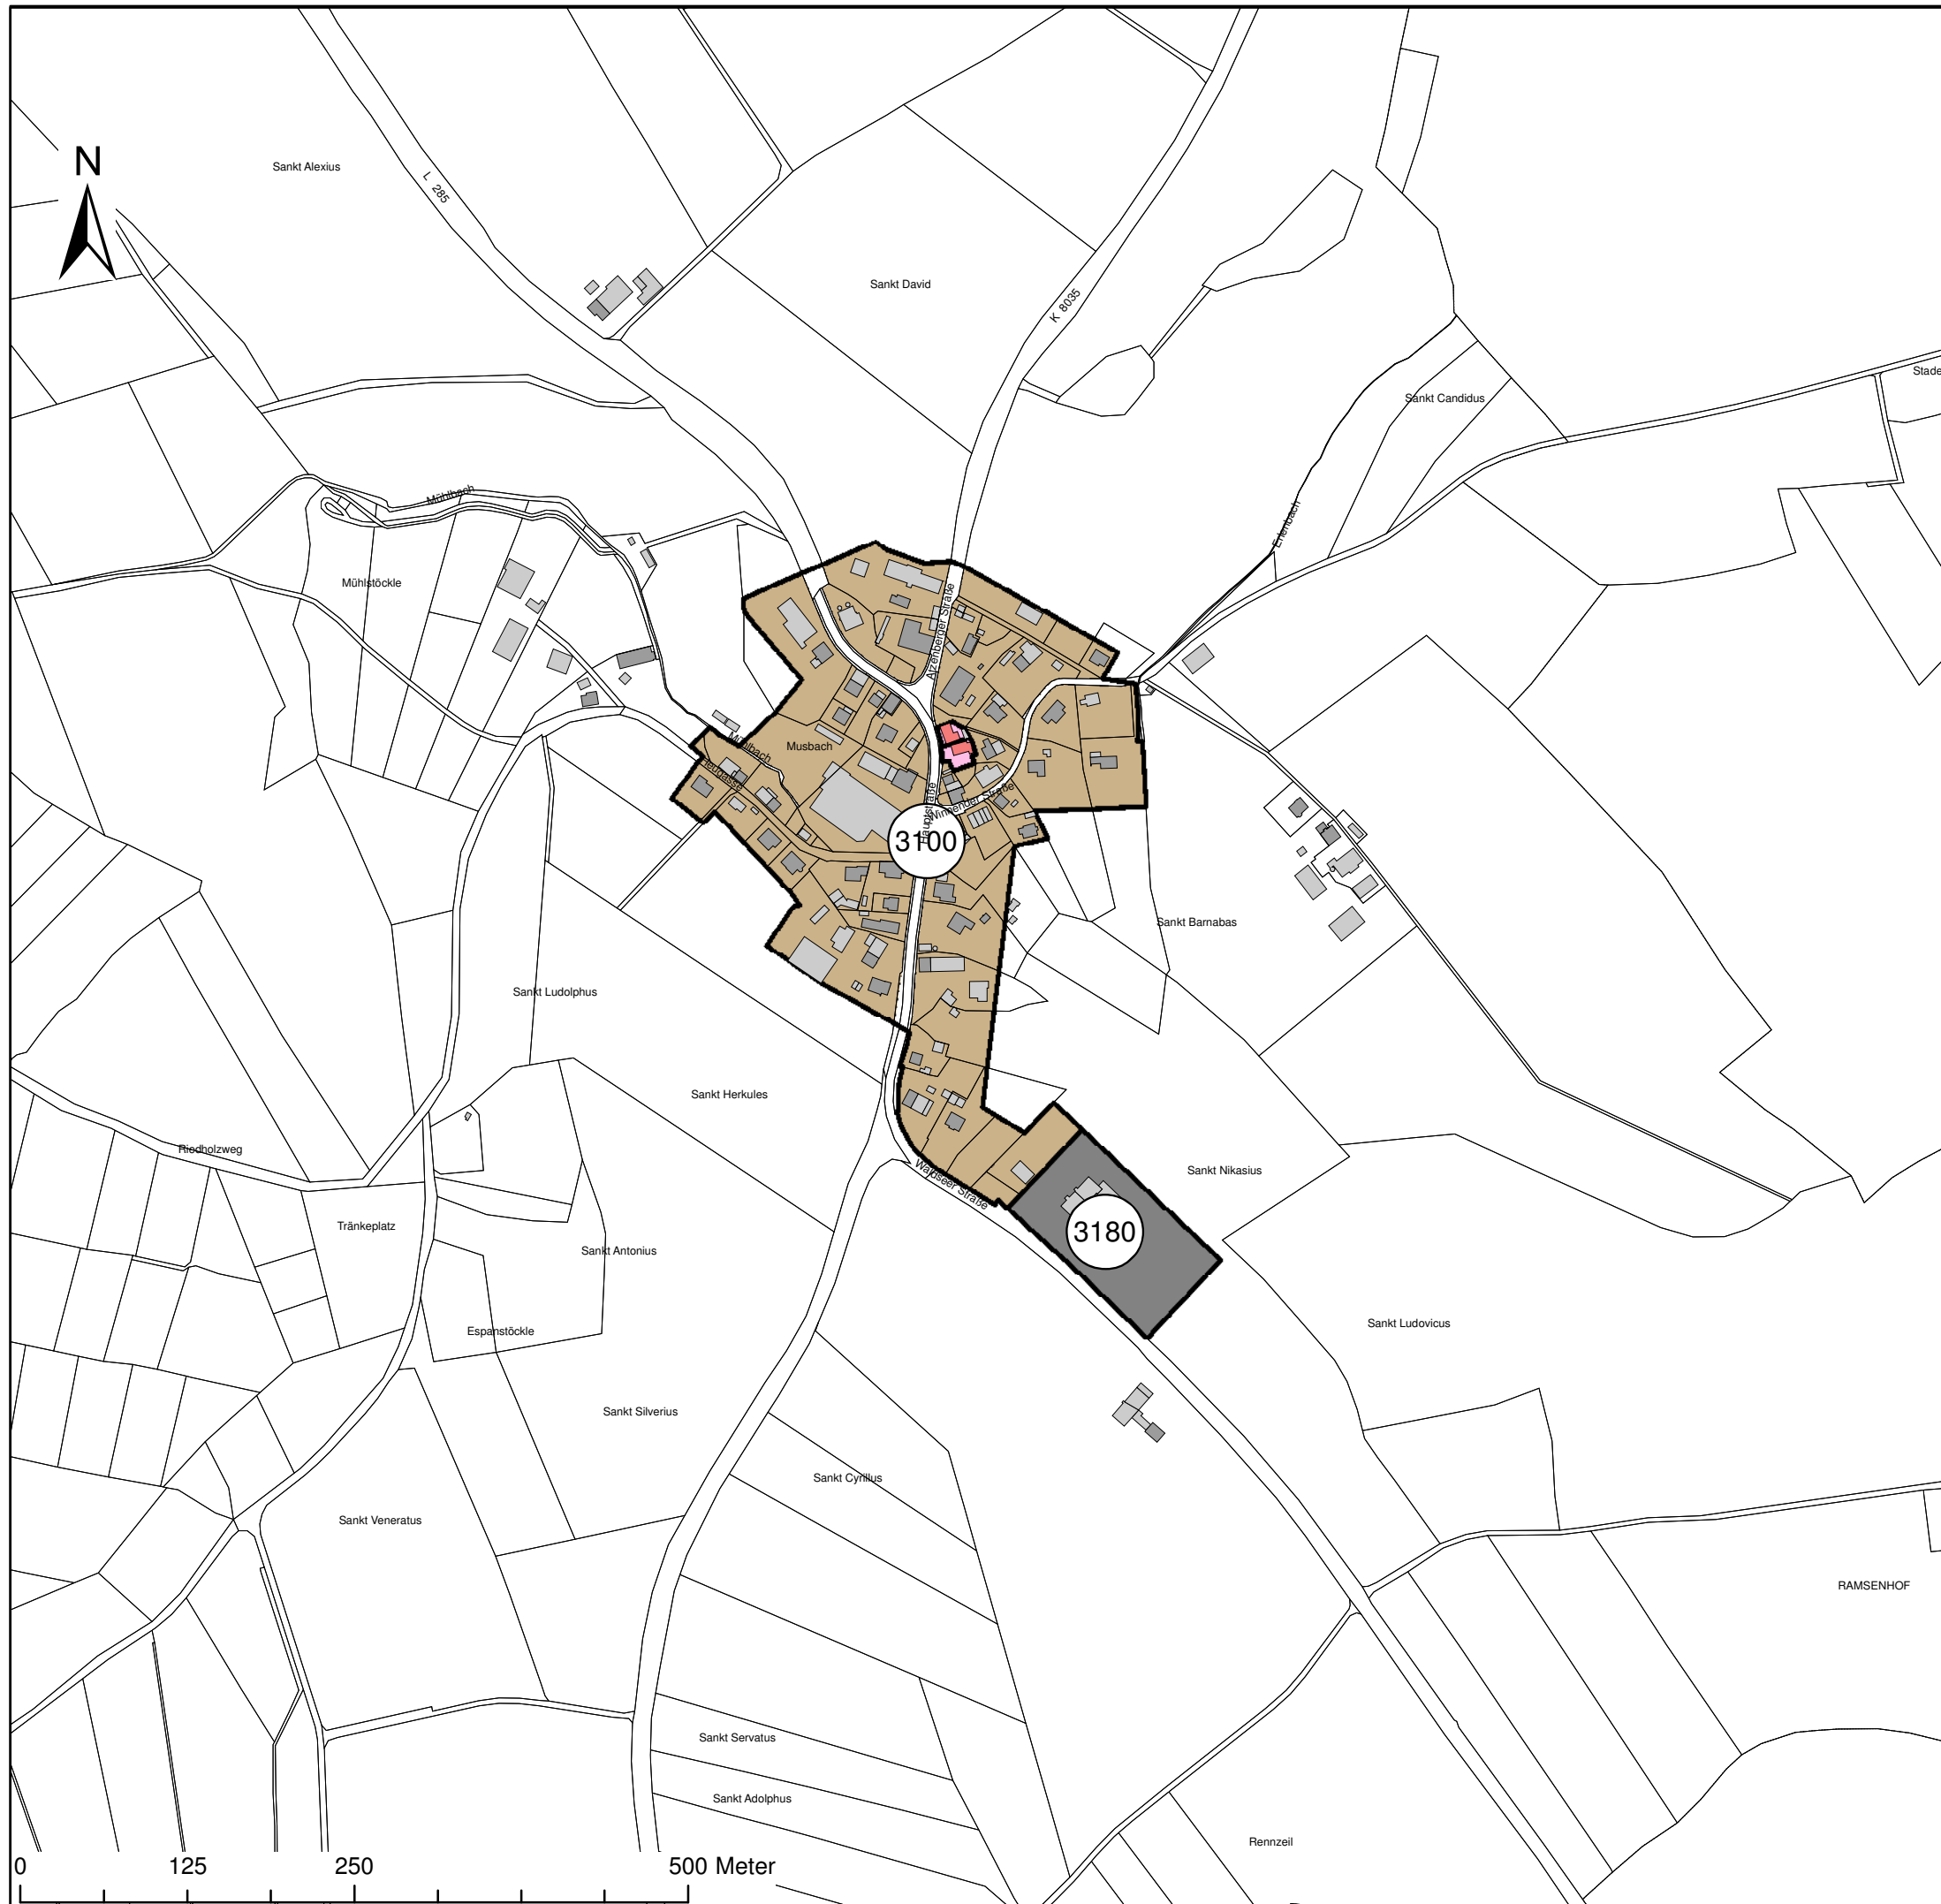 N
Sankt Alexius
L 285
Sankt David
K 8035
Stade
Sankt Candidus
Mühlbach
Erlenbach
Mühlstöckle
Atzenberger Straße
Musbach
Mühlbach
Hauptstraße
Winnender Straße
3100
Sankt Barnabas
Sankt Ludolphus
Sankt Herkules
Riedholzweg
Sankt Nikasius
Waldseer Straße
Tränkeplatz
3180
Sankt Antonius
Sankt Ludovicus
Espanstöckle
Sankt Silverius
Sankt Cyrillus
Sankt Veneratus
RAMSENHOF
Sankt Servatus
Sankt Adolphus
Rennzeil
0 125 250 500 Meter